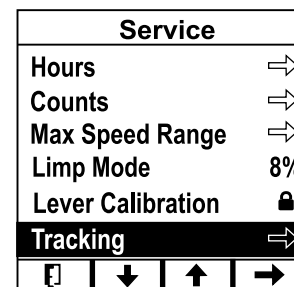 Service
Hours
Counts
Max Speed Range
Limp Mode 8%
Lever Calibration
Tracking